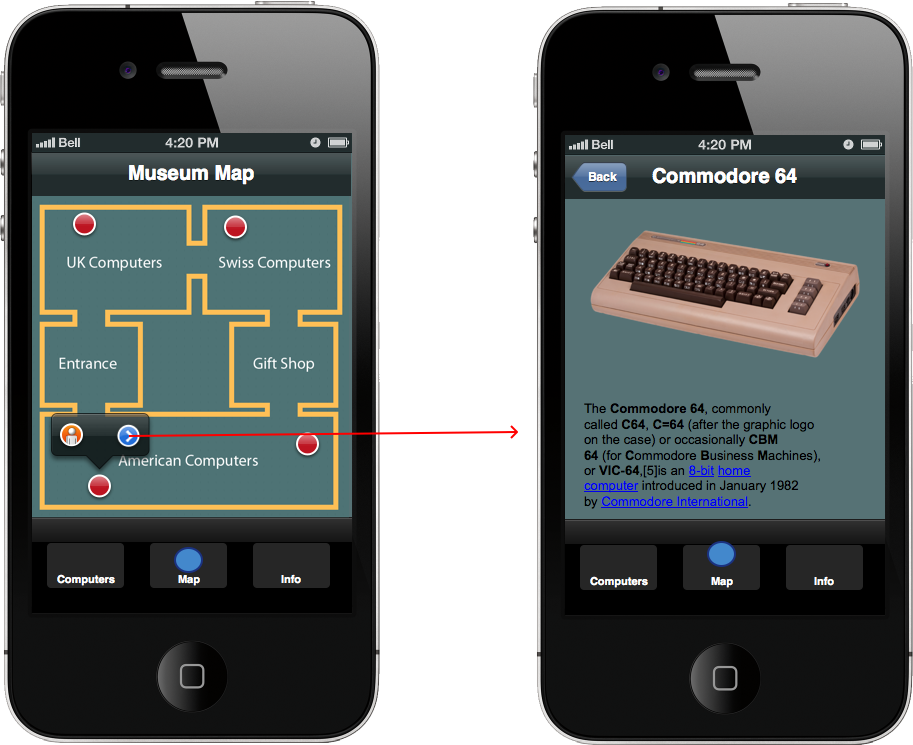 Bell 4:20 PM
Museum Map
UK Computers
Swiss Computers
Entrance
Gift Shop
American Computers
Computers
Map
Info
Bell 4:20 PM
Back
Commodore 64
The Commodore 64, commonly
called C64, C=64 (after the graphic logo
on the case) or occasionally CBM
64 (for Commodore Business Machines),
or VIC-64,[5]is an 8-bit home
computer introduced in January 1982
by Commodore International.
Computers
Map
Info